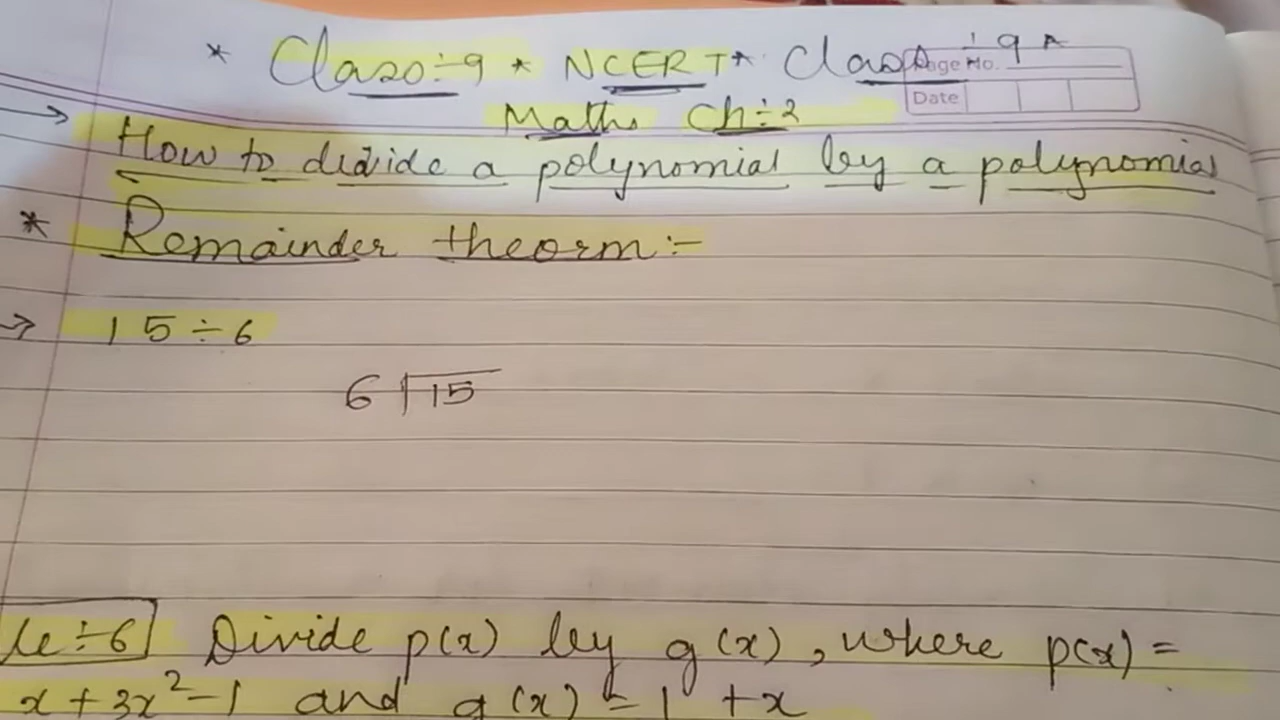 * Class÷9 * NCERT* Class ÷9 *
Page No.
Maths Ch÷2
Date
How to divide a polynomial by a polynomial
* Remainder theorm:-
→ 15÷6
6 15
÷6 Divide p(x) by g(x), where p(x) =
x + 3x²-1 and g(x) = 1 + x